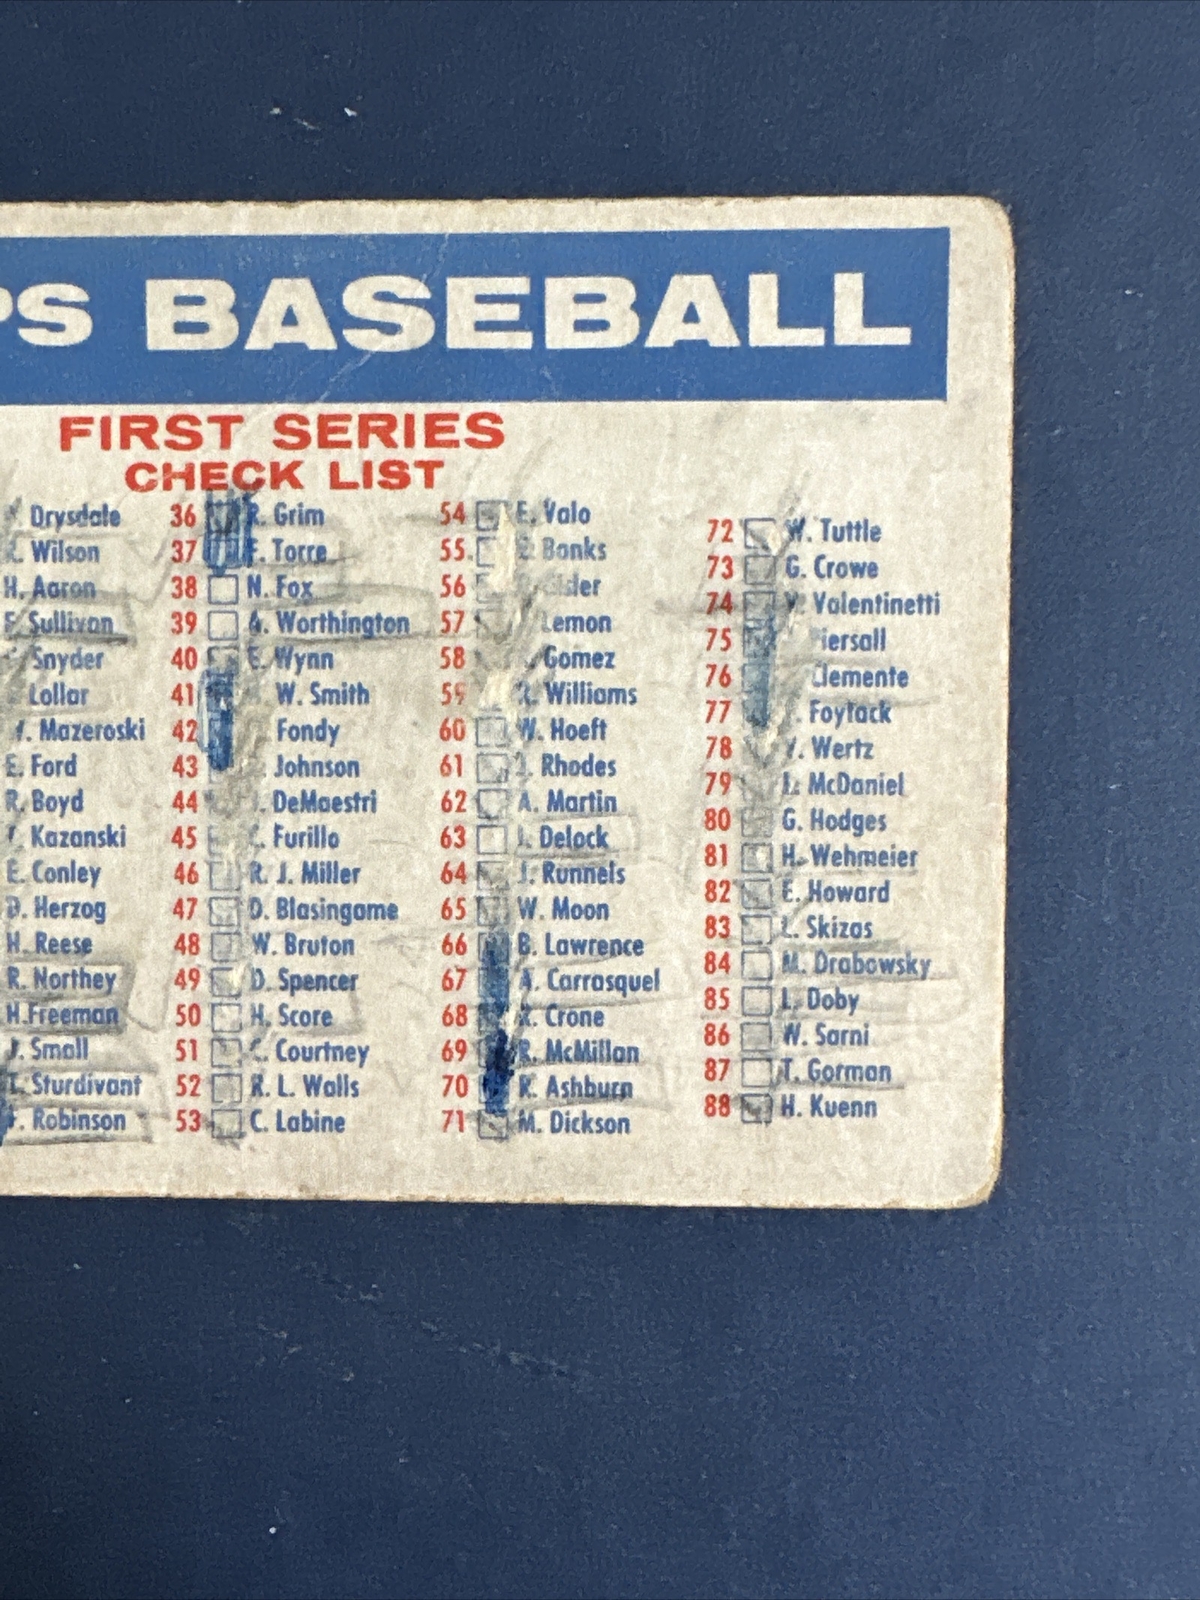 PS BASEBALL
FIRST SERIES
CHECK LIST
Drysdale
Wilson
H. Aaron
F. Sullivan
Snyder
Lollar
Mazeroski
E. Ford
R. Boyd
Kazanski
E. Conley
D. Herzog
H. Reese
R. Northey
H.Freeman
J. Small
T. Sturdivant
F. Robinson
36 R. Grim
37 F. Torre
38 N. Fox
39 A. Worthington
40 E. Wynn
41 W. Smith
42 Fondy
43 Johnson
44 DeMaestri
45 C. Furillo
46 R. J. Miller
47 D. Blasingame
48 W. Bruton
49 D. Spencer
50 H. Score
51 C. Courtney
52 R. L. Walls
53 C. Labine
54 E. Valo
55 Banks
56
57 Lemon
58 Gomez
59 R. Williams
60 W. Hoeft
61 Rhodes
62 A. Martin
63 I. Delock
64 J. Runnels
65 W. Moon
66 B. Lawrence
67 A. Carrasquel
68 R. Crone
69 R. McMillan
70 R. Ashburn
71 M. Dickson
72 W. Tuttle
73 G. Crowe
74 V. Valentinetti
75 Piersall
76 Clemente
77 Foytack
78 V. Wertz
79 L. McDaniel
80 G. Hodges
81 H. Wehmeier
82 E. Howard
83 L. Skizas
84 M. Drabowsky
85 L. Doby
86 W. Sarni
87 T. Gorman
88 H. Kuenn